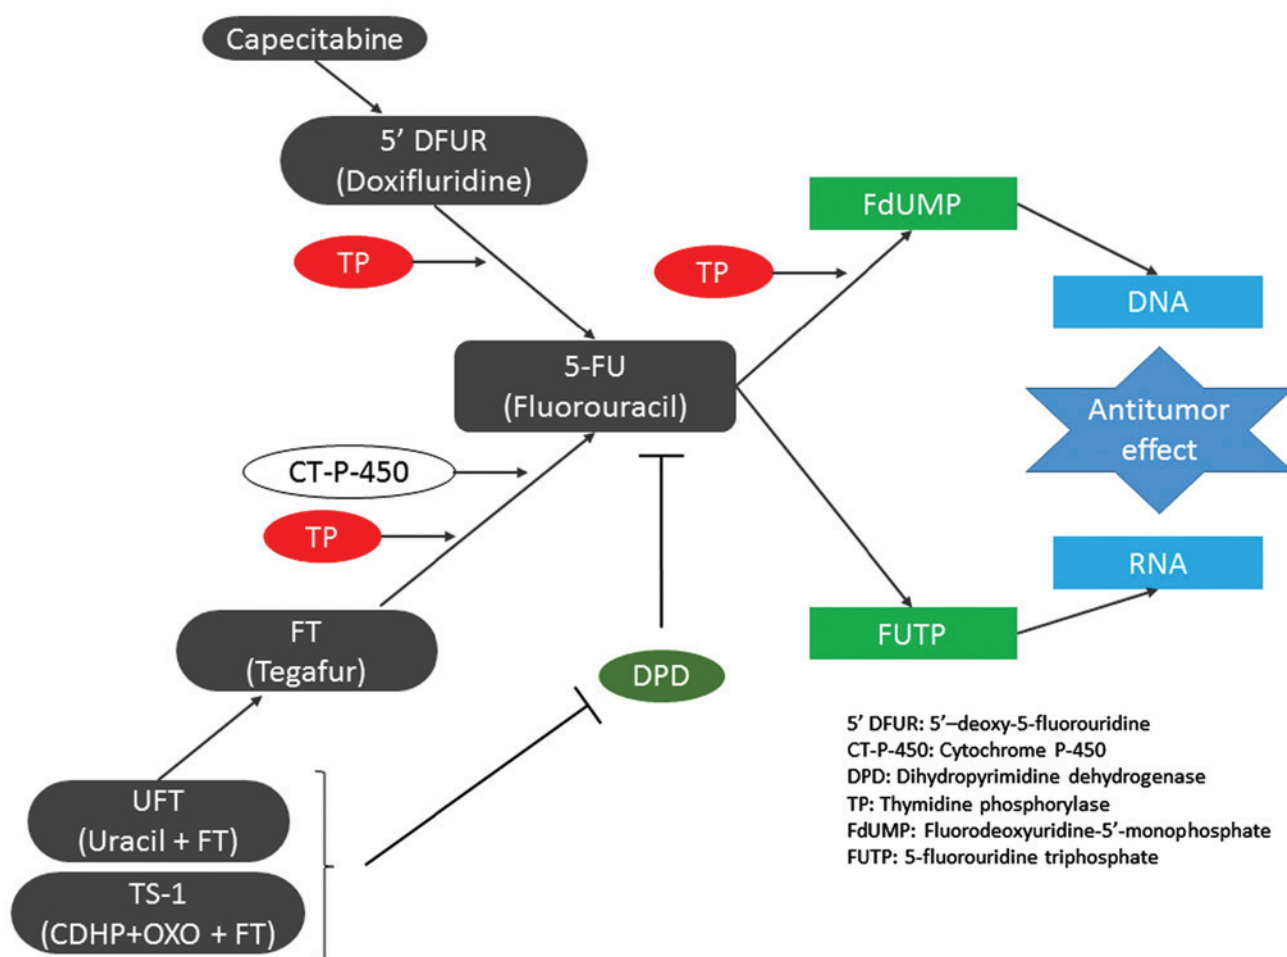 Capecitabine
5’ DFUR
(Doxifluridine)
TP
TP
FdUMP
DNA
5-FU
(Fluorouracil)
Antitumor
effect
CT-P-450
TP
RNA
FT
(Tegafur)
DPD
FUTP
UFT
(Uracil + FT)
TS-1
(CDHP+OXO + FT)
5’ DFUR: 5’–deoxy-5-fluorouridine
CT-P-450: Cytochrome P-450
DPD: Dihydropyrimidine dehydrogenase
TP: Thymidine phosphorylase
FdUMP: Fluorodeoxyuridine-5’-monophosphate
FUTP: 5-fluorouridine triphosphate